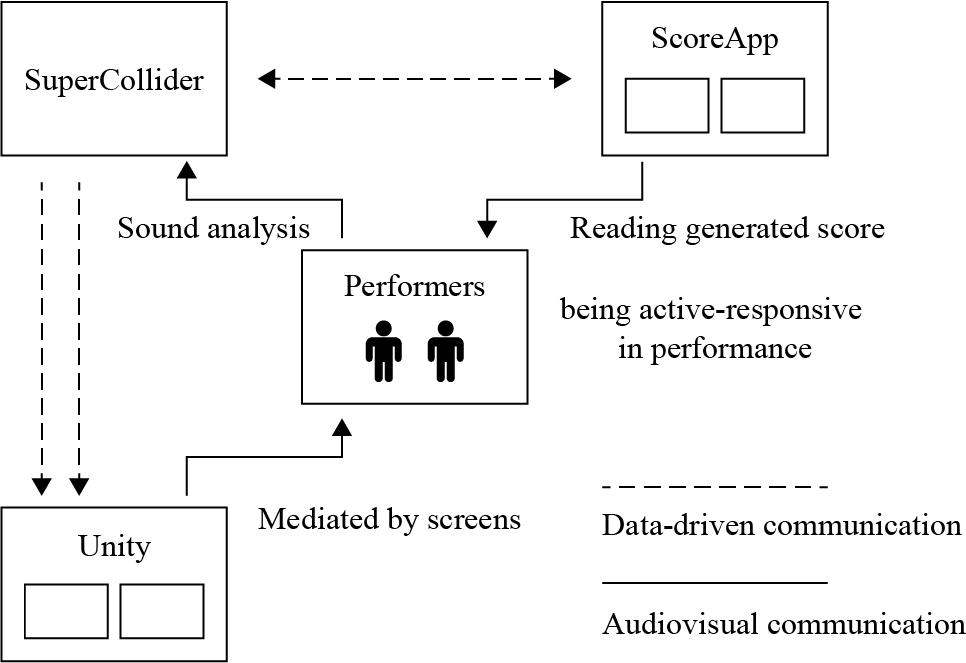 SuperCollider
ScoreApp
Sound analysis
Reading generated score
Performers
being active-responsive
in performance
Mediated by screens
Unity
Data-driven communication
Audiovisual communication